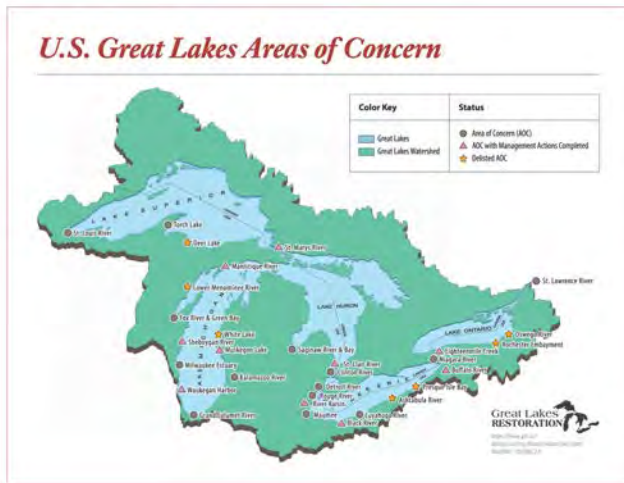 U.S. Great Lakes Areas of Concern
Color Key
Status
Great Lakes
Great Lakes Watershed
Area of Concern (AOC)
AOC with Management Actions Completed
Delisted AOC
LAKE SUPERIOR
Torch Lake
St. Louis River
Deer Lake
St. Marys River
Manistique River
Lower Menominee River
St. Lawrence River
LAKE HURON
Fox River & Green Bay
LAKE ONTARIO
White Lake
Oswego River
Sheboygan River
Rochester Embayment
Muskegon Lake
Saginaw River & Bay
Eighteenmile Creek
Niagara River
Milwaukee Estuary
St. Clair River
Clinton River
Buffalo River
Kalamazoo River
Detroit River
Presque Isle Bay
Waukegan Harbor
Rouge River
River Raisin
LAKE ERIE
Ashtabula River
Grand Calumet River
Maumee
Cuyahoga River
Black River
Great Lakes
RESTORATION